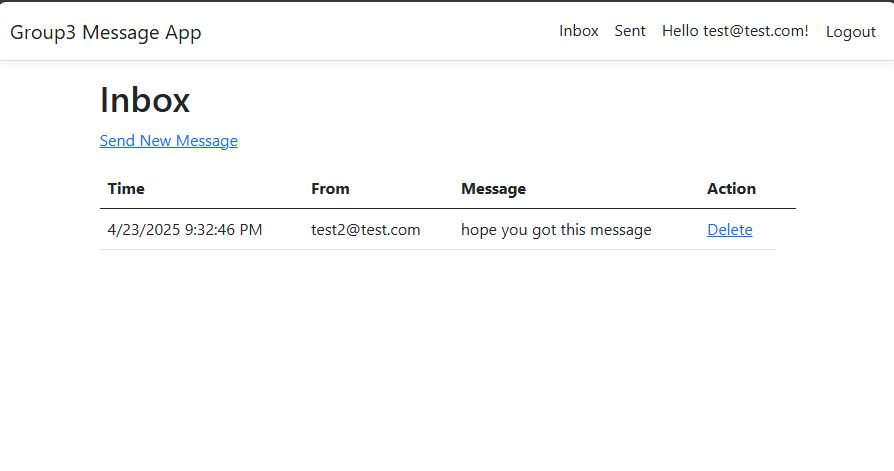 Group3 Message App Inbox Sent Hello test@test.com! Logout
Inbox
Send New Message
Time From Message Action
4/23/2025 9:32:46 PM test2@test.com hope you got this message Delete